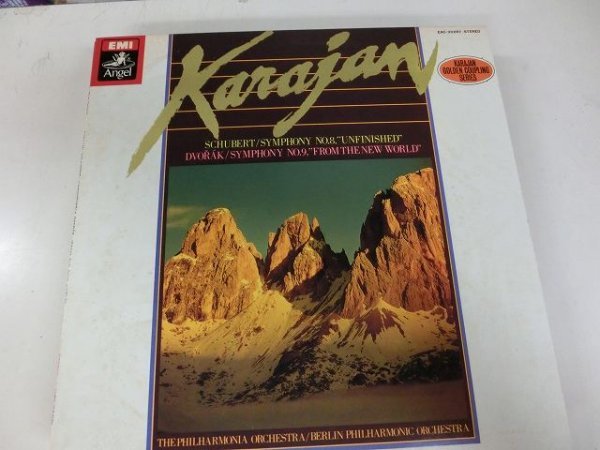 EMI
Angel
STEREO
Karajan
KARAJAN
GOLDEN COUPLING
SERIES
SCHUBERT/SYMPHONY NO.8,"UNFINISHED"
DVOŘÁK/SYMPHONY NO.9,"FROM THE NEW WORLD"
THE PHILHARMONIA ORCHESTRA/BERLIN PHILHARMONIC ORCHESTRA